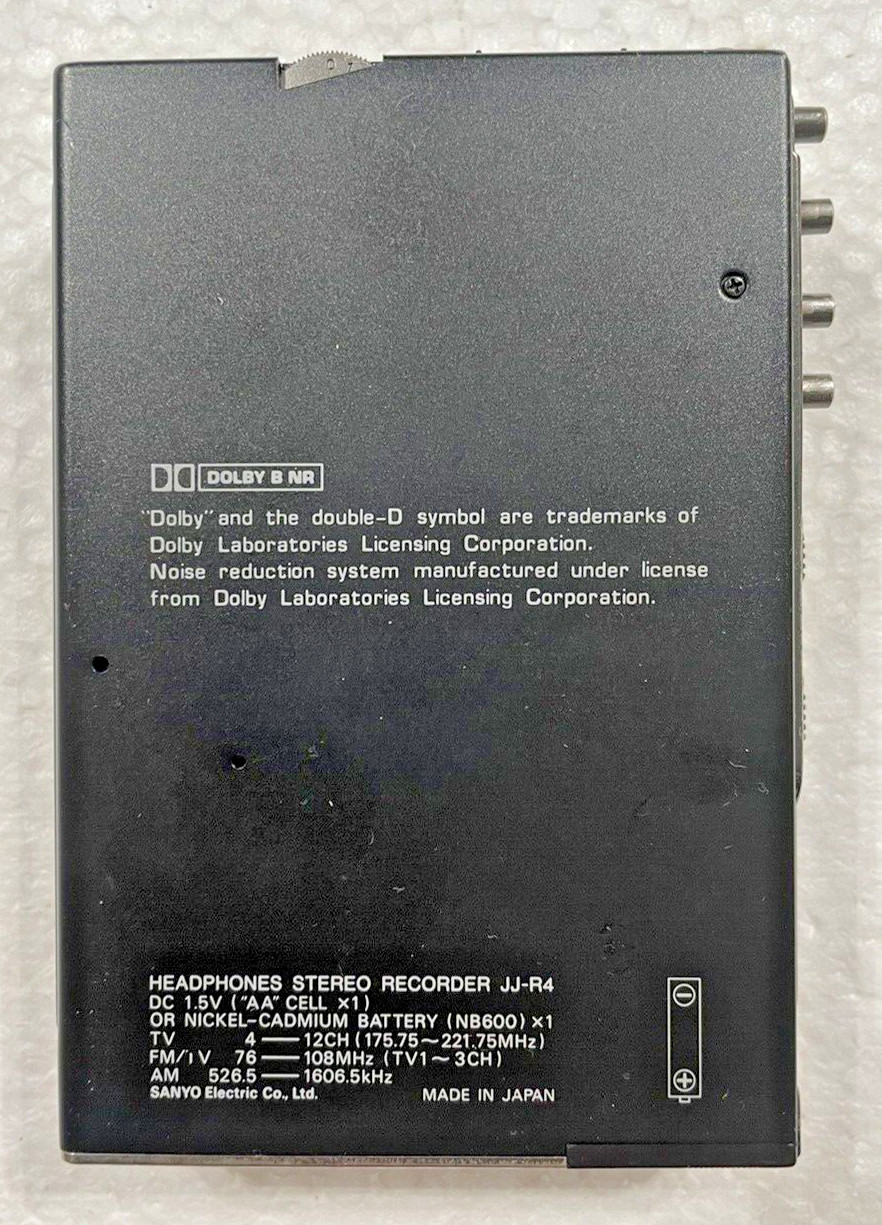 0
DOLBY B NR
"Dolby" and the double-D symbol are trademarks of
Dolby Laboratories Licensing Corporation.
Noise reduction system manufactured under license
from Dolby Laboratories Licensing Corporation.
HEADPHONES STEREO RECORDER JJ-R4
DC 1.5V ("AA" CELL ×1)
OR NICKEL-CADMIUM BATTERY (NB600) ×1
TV 4 — 12CH (175.75~221.75MHz)
FM/TV 76 — 108MHz (TV1~3CH)
AM 526.5 — 1606.5kHz
SANYO Electric Co., Ltd. MADE IN JAPAN